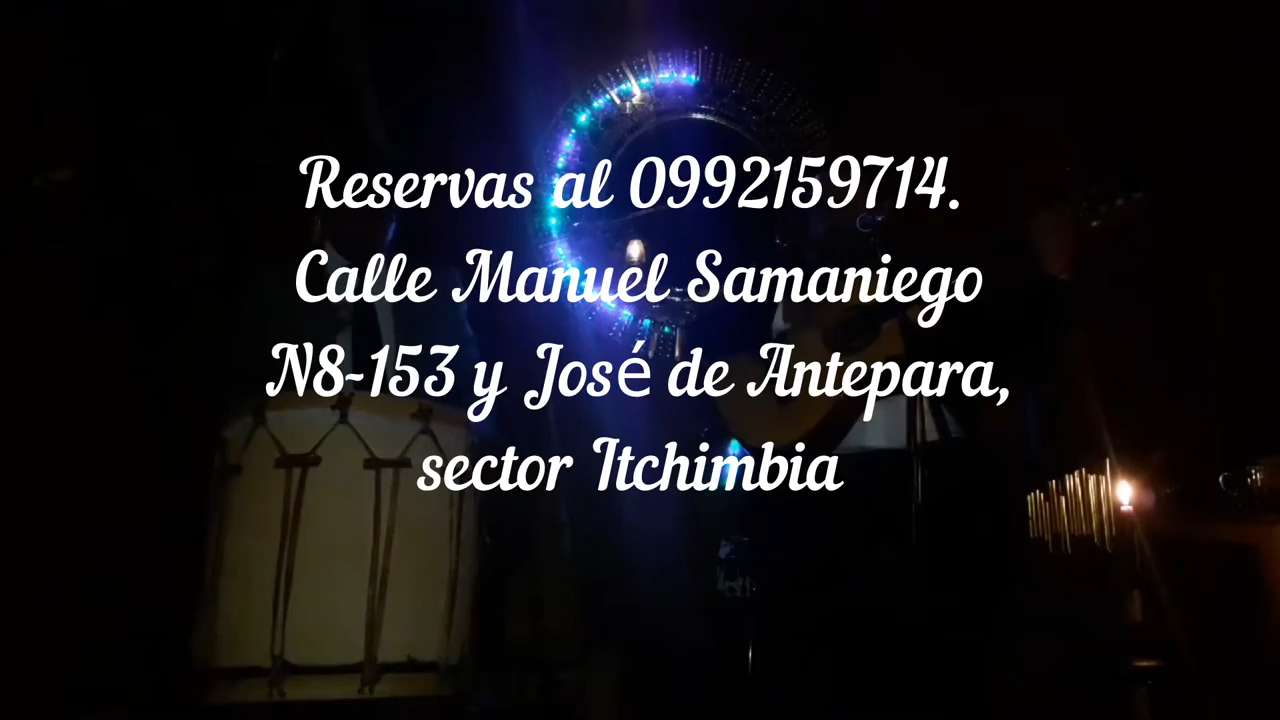 Reservas al 0992159714.
Calle Manuel Samaniego
N8-153 y José de Antepara,
sector Itchimbia